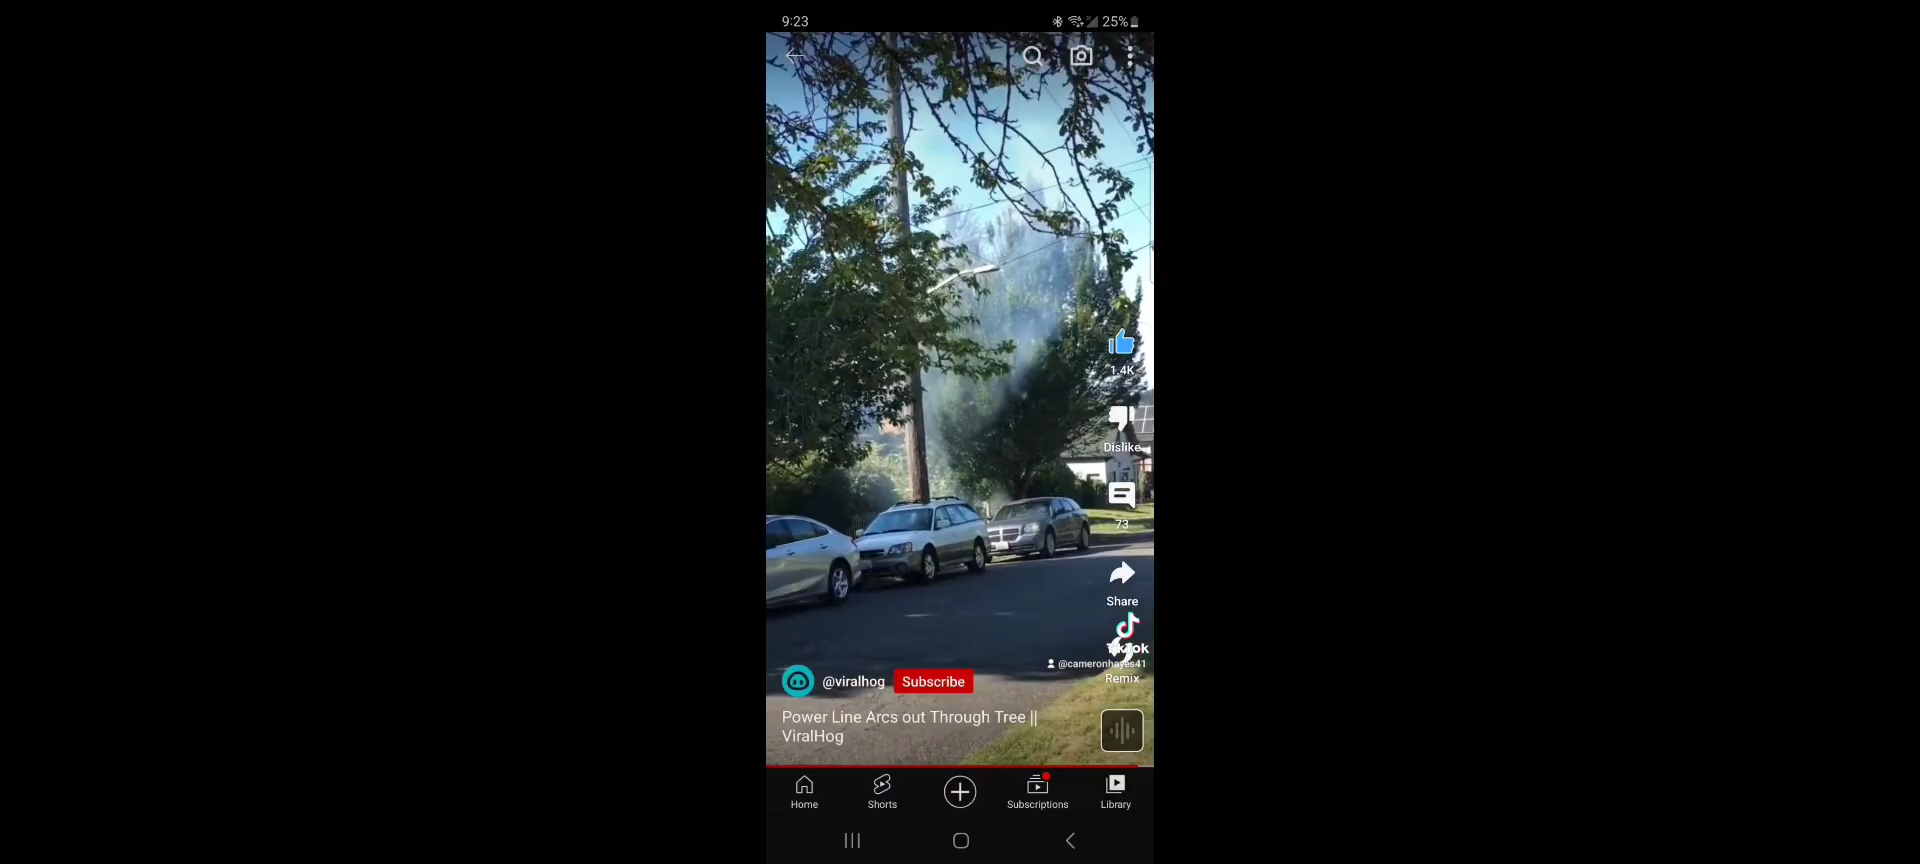 9:23
25%
1.4K
Dislike
73
Share
TikTok
@cameronhayes41
Remix
@viralhog
Subscribe
Power Line Arcs out Through Tree ||
ViralHog
Home
Shorts
Subscriptions
Library